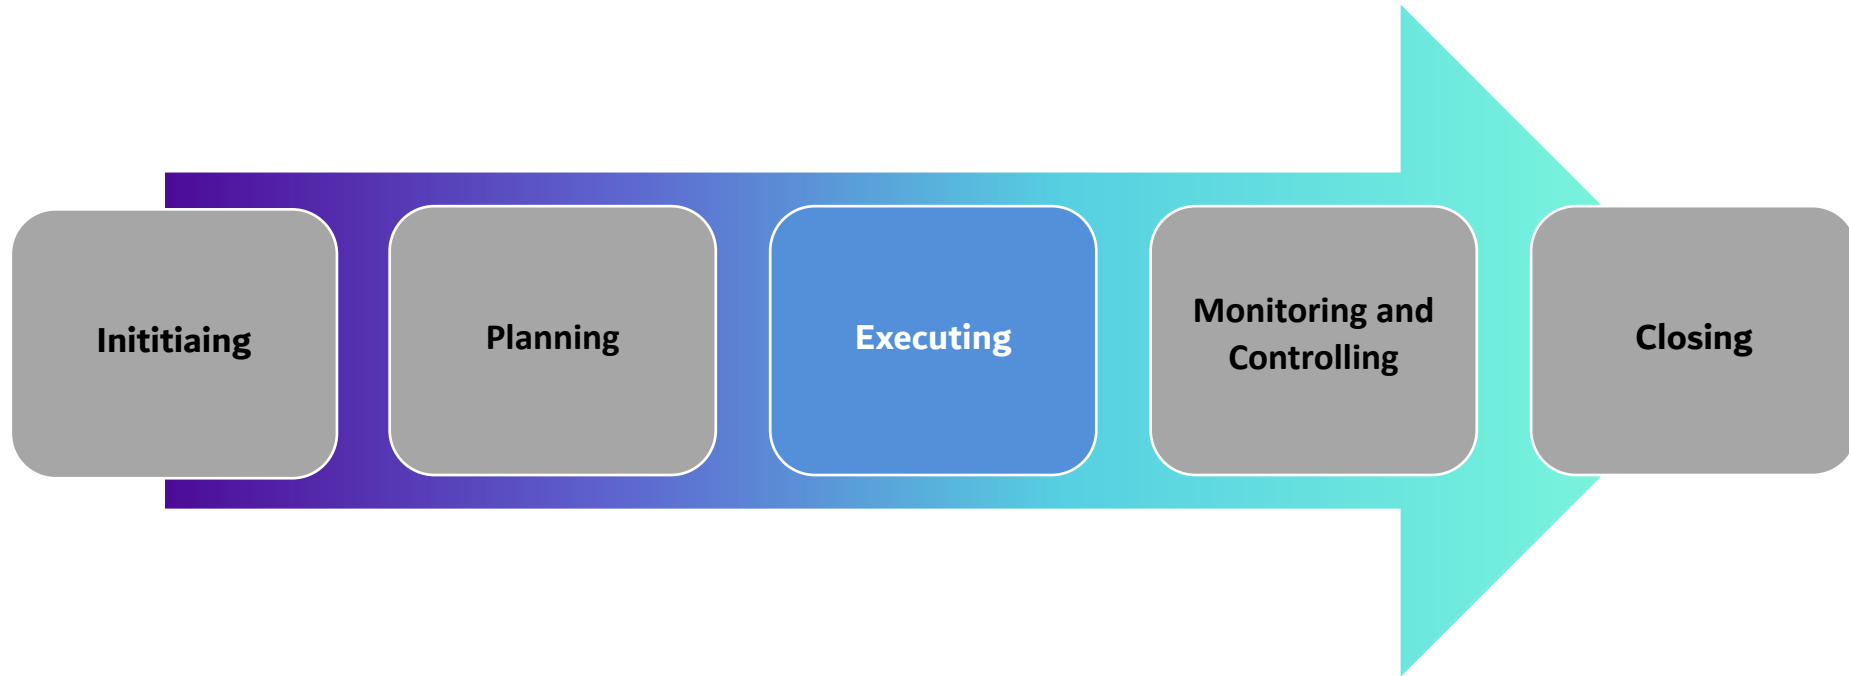 Inititiaing
Planning
Executing
Monitoring and
Controlling
Closing